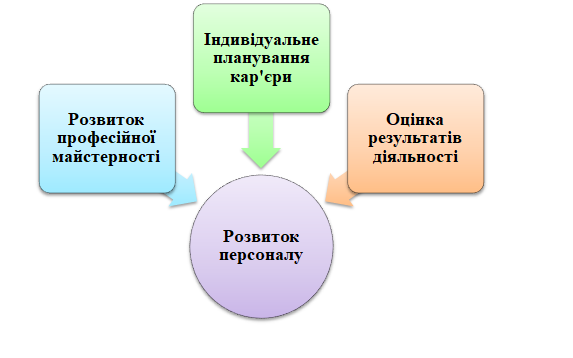 Індивідуальне
планування
кар'єри
Розвиток
професійної
майстерності
Оцінка
результатів
діяльності
Розвиток
персоналу